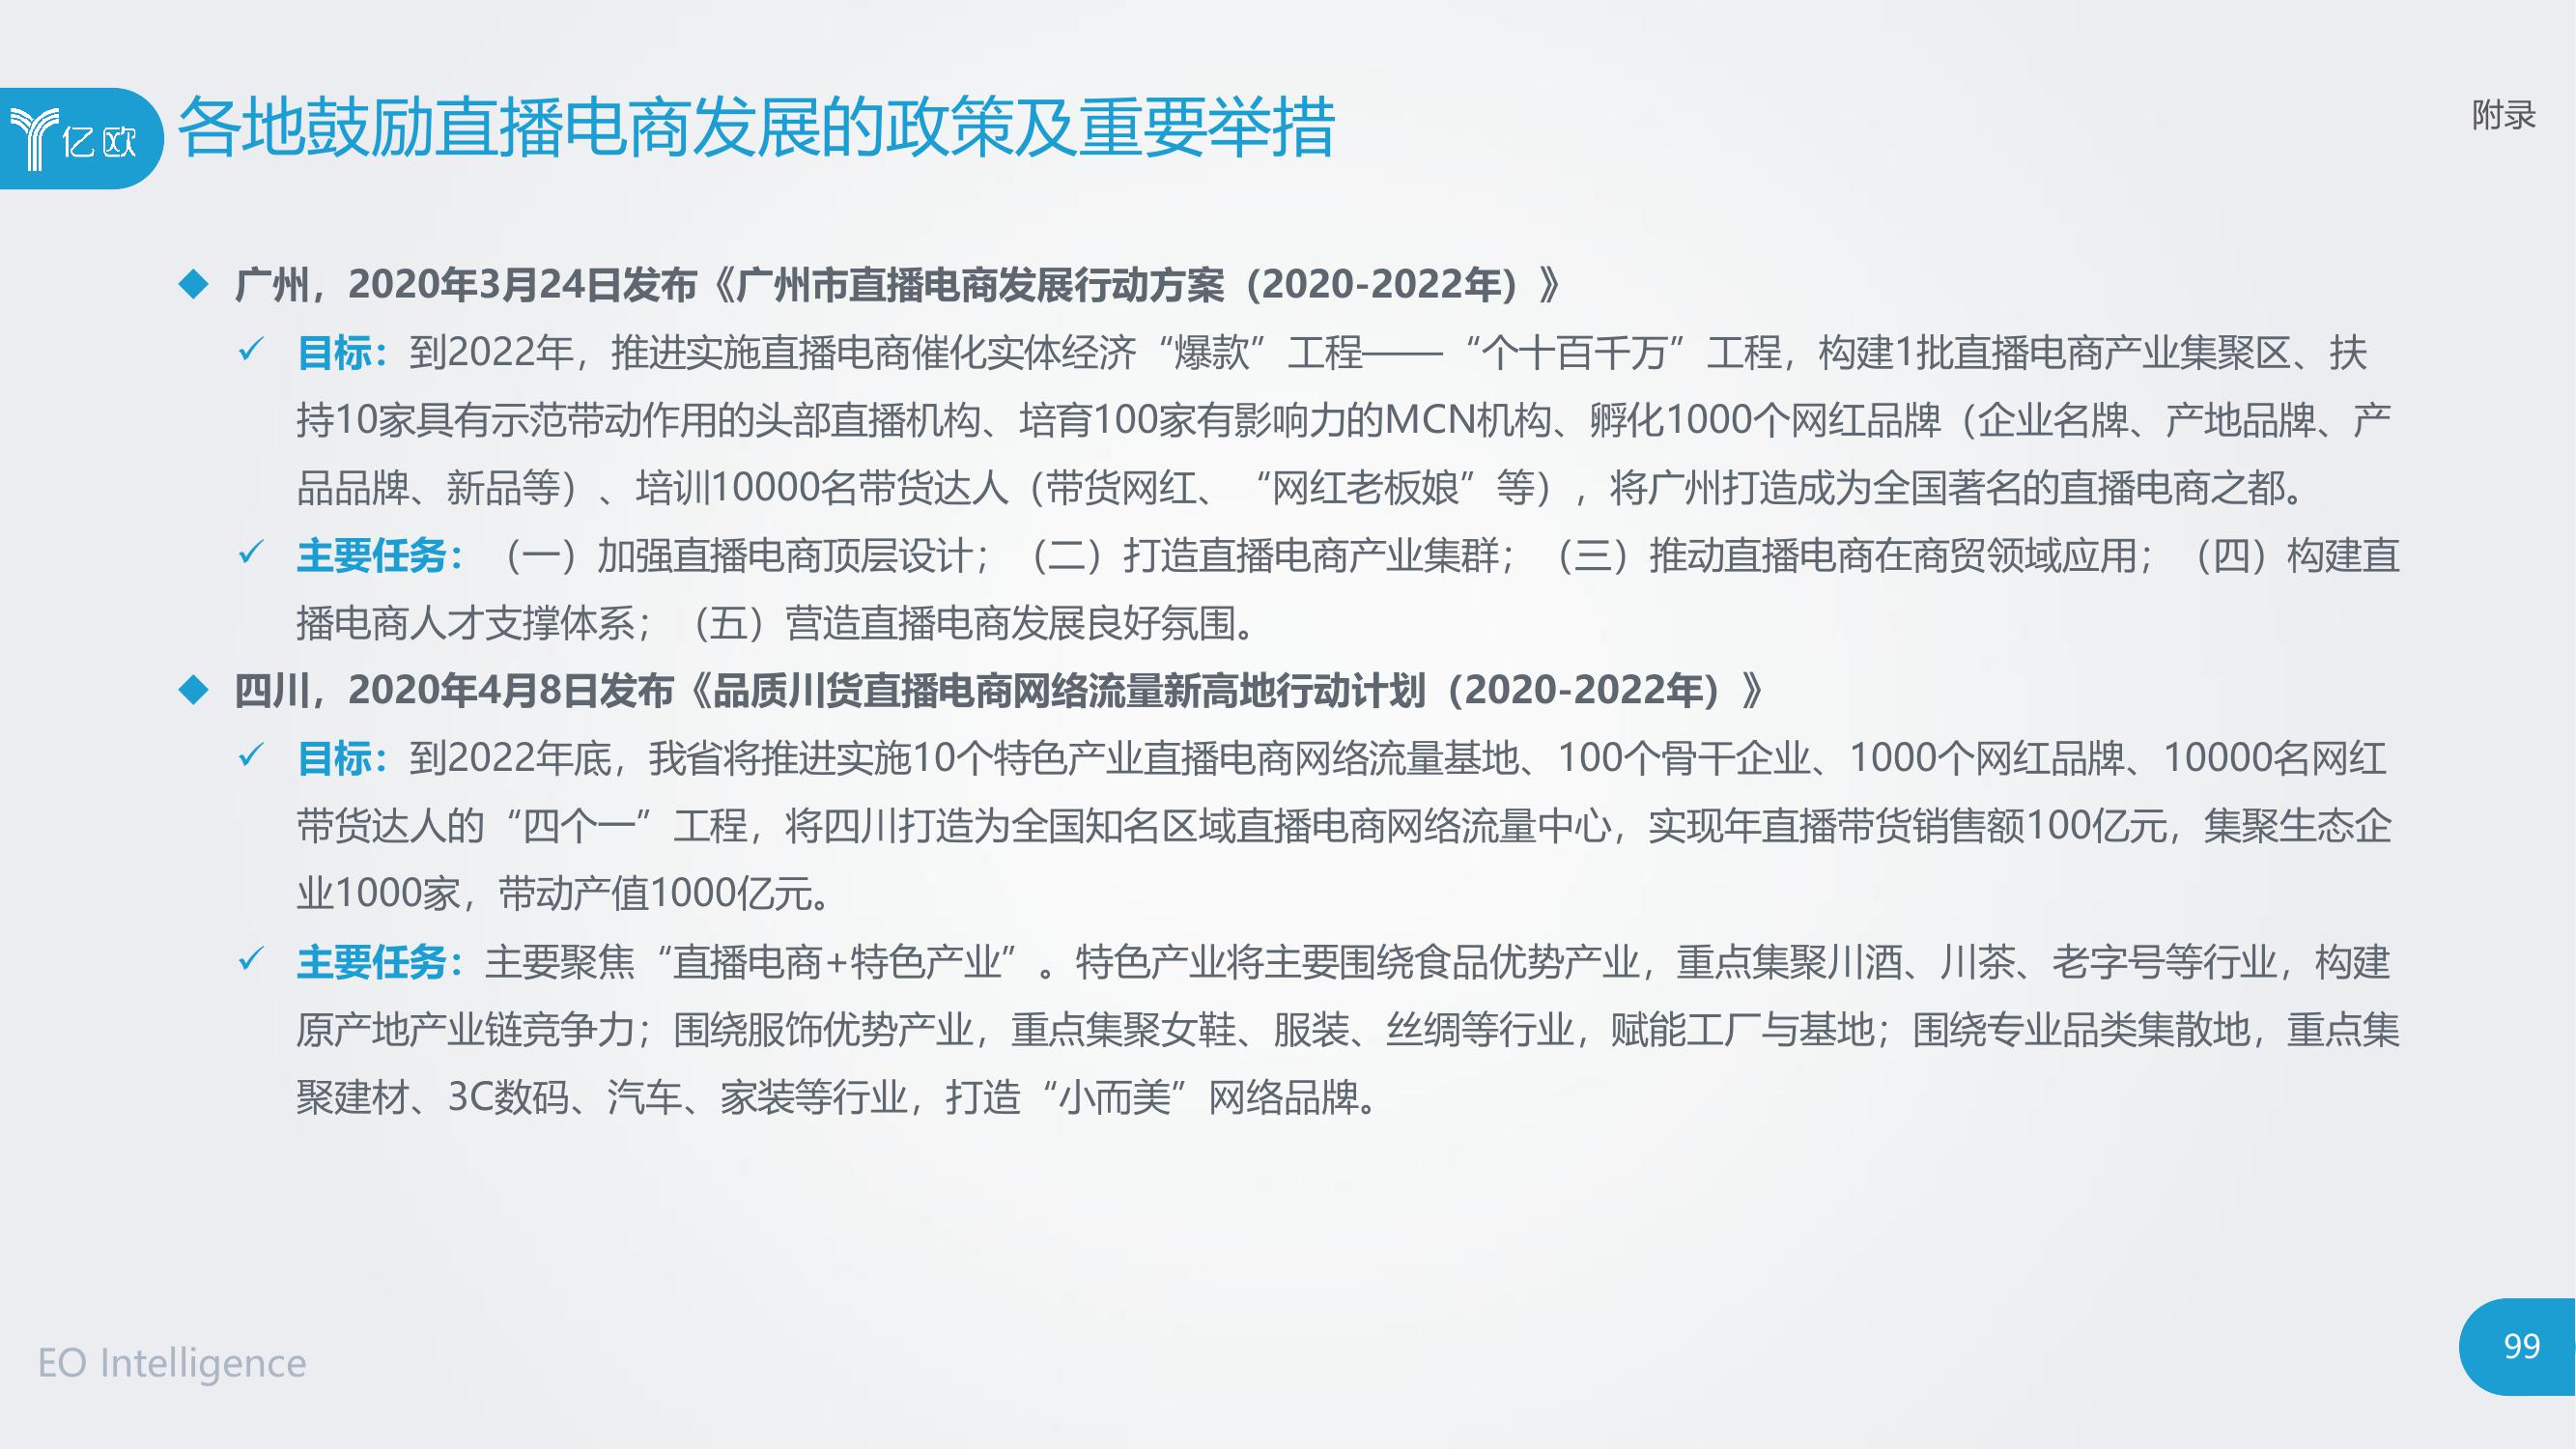 亿欧
各地鼓励直播电商发展的政策及重要举措
附录
◆ 广州，2020年3月24日发布《广州市直播电商发展行动方案（2020-2022年）》
✓ 目标：到2022年，推进实施直播电商催化实体经济“爆款”工程——“个十百千万”工程，构建1批直播电商产业集聚区、扶
持10家具有示范带动作用的头部直播机构、培育100家有影响力的MCN机构、孵化1000个网红品牌（企业名牌、产地品牌、产
品品牌、新品等）、培训10000名带货达人（带货网红、“网红老板娘”等），将广州打造成为全国著名的直播电商之都。
✓ 主要任务：（一）加强直播电商顶层设计；（二）打造直播电商产业集群；（三）推动直播电商在商贸领域应用；（四）构建直
播电商人才支撑体系；（五）营造直播电商发展良好氛围。
◆ 四川，2020年4月8日发布《品质川货直播电商网络流量新高地行动计划（2020-2022年）》
✓ 目标：到2022年底，我省将推进实施10个特色产业直播电商网络流量基地、100个骨干企业、1000个网红品牌、10000名网红
带货达人的“四个一”工程，将四川打造为全国知名区域直播电商网络流量中心，实现年直播带货销售额100亿元，集聚生态企
业1000家，带动产值1000亿元。
✓ 主要任务：主要聚焦“直播电商+特色产业”。特色产业将主要围绕食品优势产业，重点集聚川酒、川茶、老字号等行业，构建
原产地产业链竞争力；围绕服饰优势产业，重点集聚女鞋、服装、丝绸等行业，赋能工厂与基地；围绕专业品类集散地，重点集
聚建材、3C数码、汽车、家装等行业，打造“小而美”网络品牌。
EO Intelligence
99